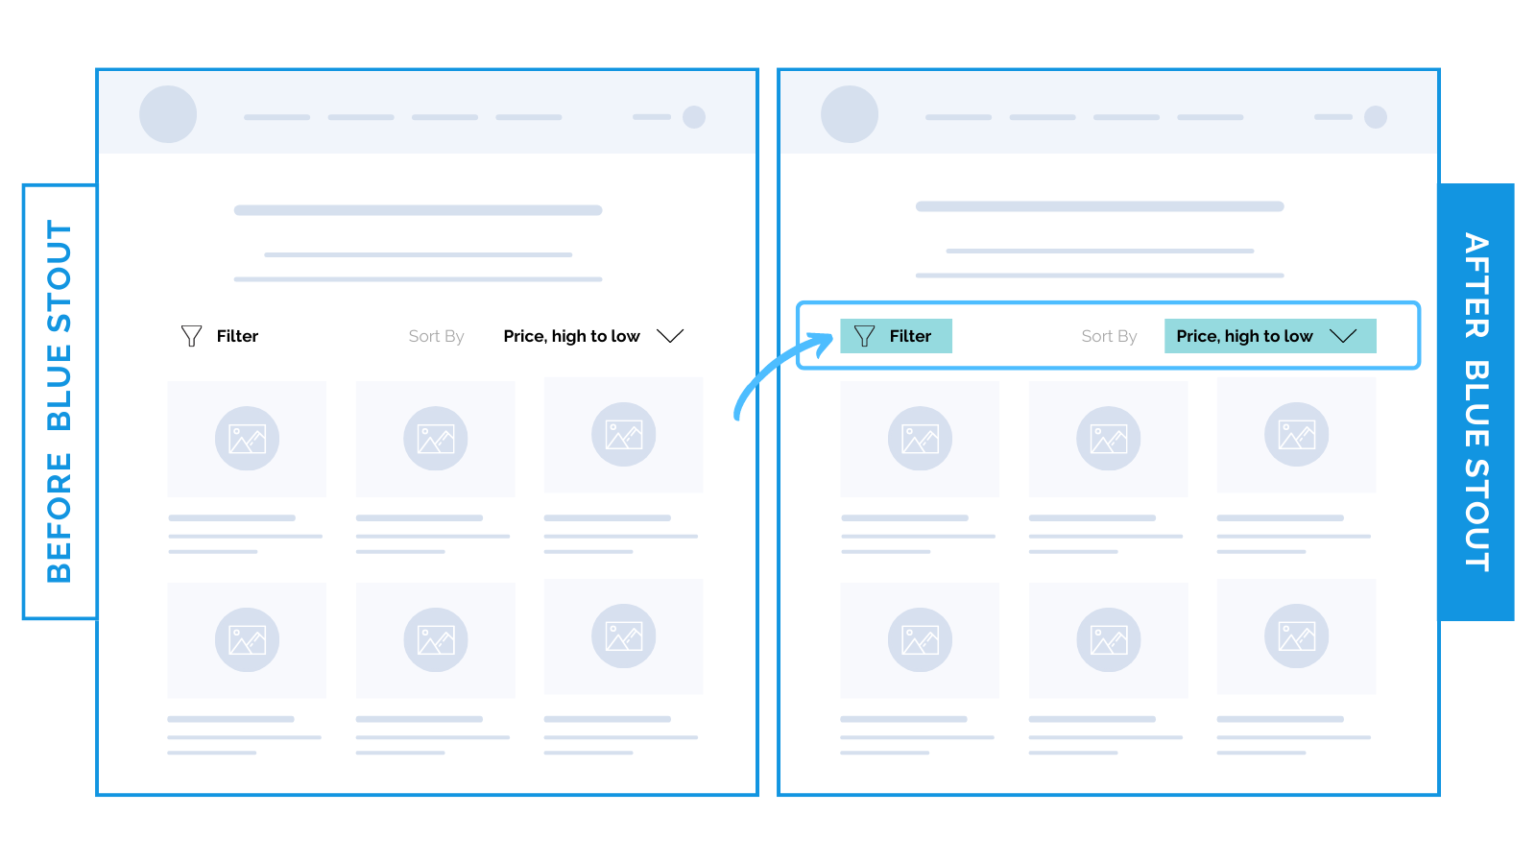 BEFORE BLUE STOUT
Filter
Sort By
Price, high to low
Filter
Sort By
Price, high to low
AFTER BLUE STOUT